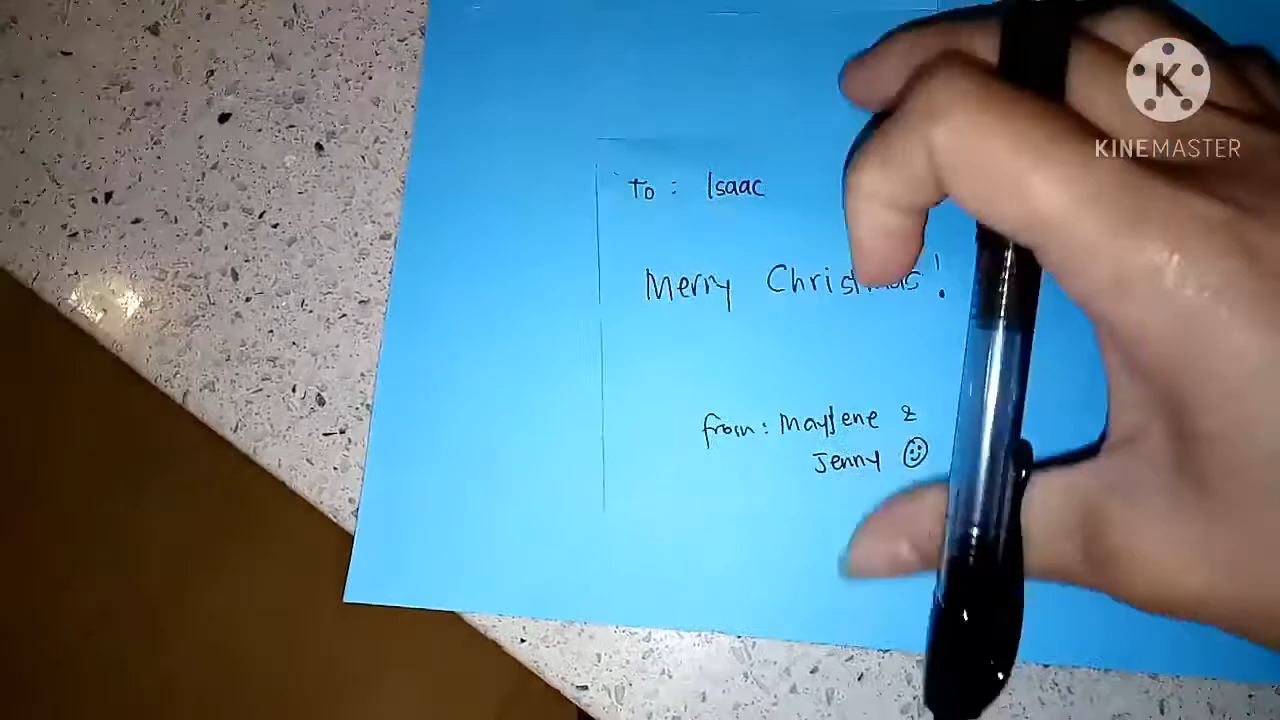 K
KINEMASTER
To: Isaac
Merry Christmas!
from: Maylene &
Jenny ☺